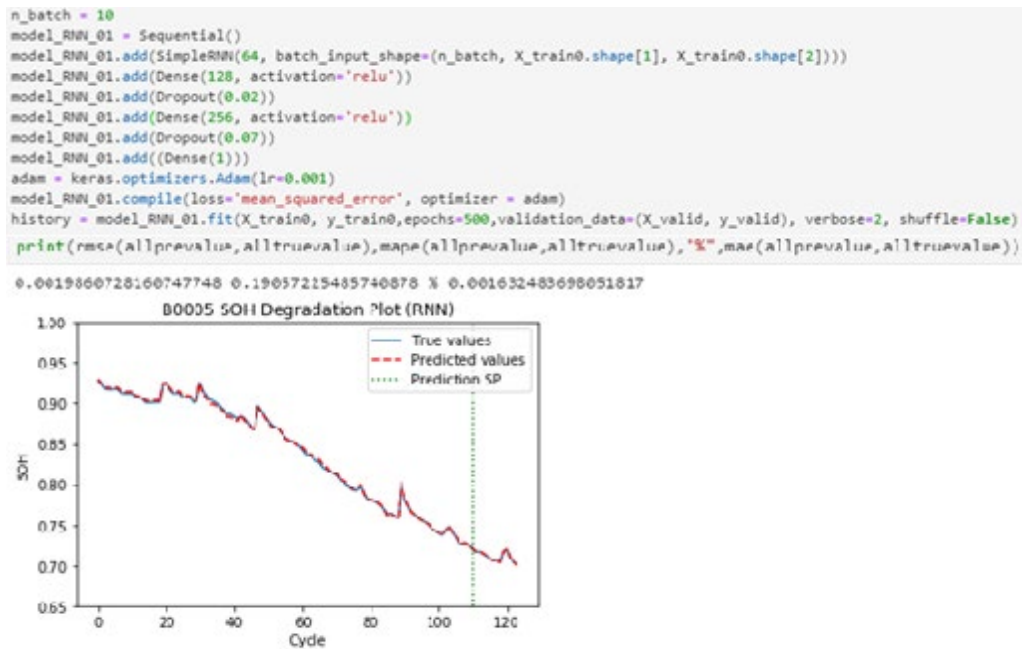 n_batch = 10
model_RNN_01 = Sequential()
model_RNN_01.add(SimpleRNN(64, batch_input_shape=(n_batch, X_train0.shape[1], X_train0.shape[2])))
model_RNN_01.add(Dense(128, activation='relu'))
model_RNN_01.add(Dropout(0.02))
model_RNN_01.add(Dense(256, activation='relu'))
model_RNN_01.add(Dropout(0.07))
model_RNN_01.add((Dense(1)))
adam = keras.optimizers.Adam(lr=0.001)
model_RNN_01.compile(loss='mean_squared_error', optimizer = adam)
history = model_RNN_01.fit(X_train0, y_train0,epochs=500,validation_data=(X_valid, y_valid), verbose=2, shuffle=False)
print(rmse(allprevalue,alltruevalue),mape(allprevalue,alltruevalue),"%",mae(allprevalue,alltruevalue))
0.0019860728160747748 0.19057215485740878 % 0.001632483698051817
B0005 SOH Degradation Plot (RNN)
True values
Predicted values
Prediction SP
1.00
0.95
0.90
0.85
0.80
0.75
0.70
0.65
SOH
0 20 40 60 80 100 120
Cycle